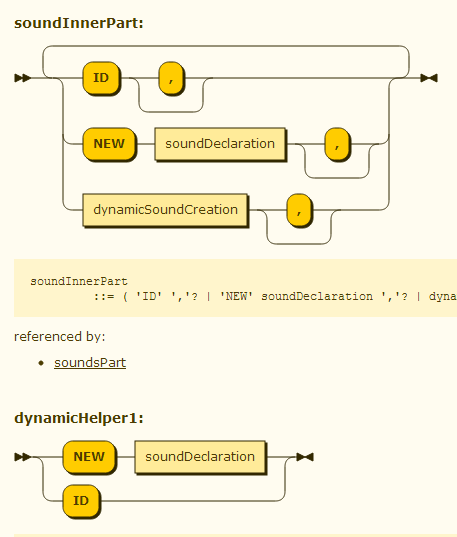 soundInnerPart:
ID ,
NEW soundDeclaration ,
dynamicSoundCreation ,
soundInnerPart
::= ( 'ID' ','? | 'NEW' soundDeclaration ','? | dyna
referenced by:
soundsPart
dynamicHelper1:
NEW soundDeclaration
ID